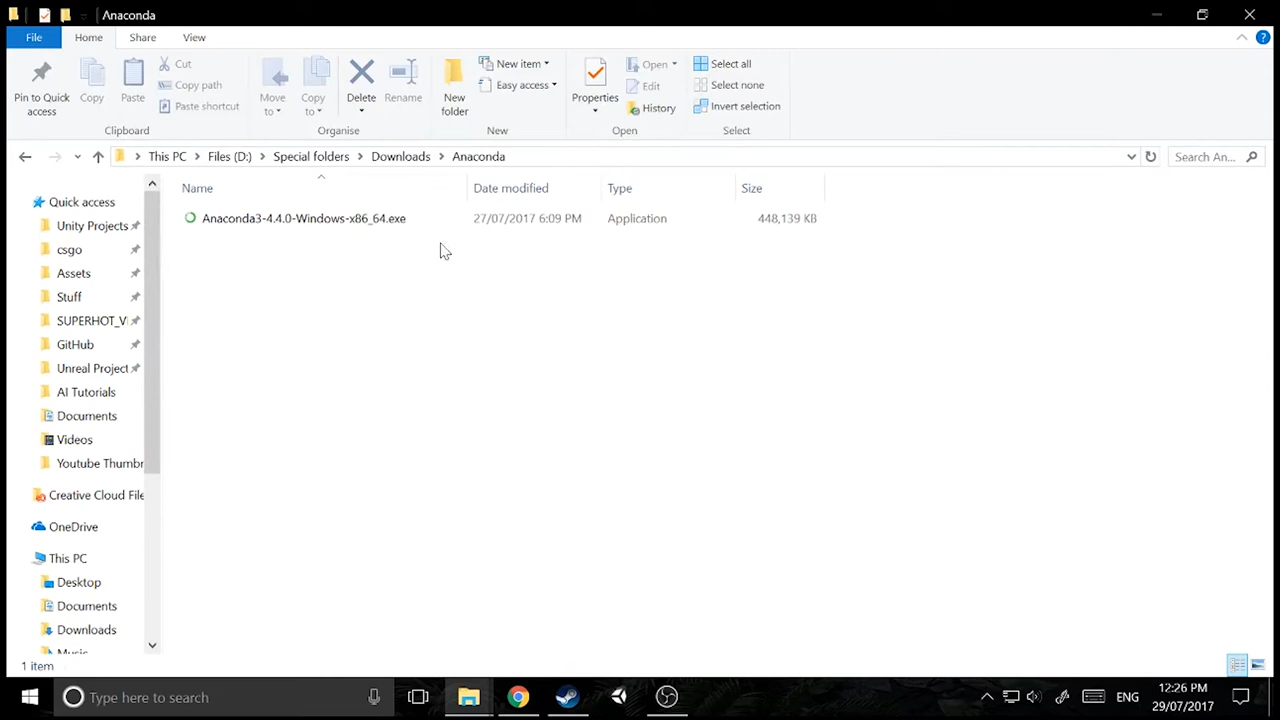 Anaconda
File Home Share View
Pin to Quick access
Copy
Paste
Cut
Copy path
Paste shortcut
Clipboard
Move to
Copy to
Delete
Rename
Organise
New folder
New item
Easy access
New
Properties
Open
Edit
History
Open
Select all
Select none
Invert selection
Select
This PC > Files (D:) > Special folders > Downloads > Anaconda
Search An...
Name Date modified Type Size
Anaconda3-4.4.0-Windows-x86_64.exe 27/07/2017 6:09 PM Application 448,139 KB
Quick access
Unity Projects
csgo
Assets
Stuff
SUPERHOT_VI
GitHub
Unreal Project
AI Tutorials
Documents
Videos
Youtube Thumbr
Creative Cloud File
OneDrive
This PC
Desktop
Documents
Downloads
Music
1 item
Type here to search
ENG
12:26 PM
29/07/2017